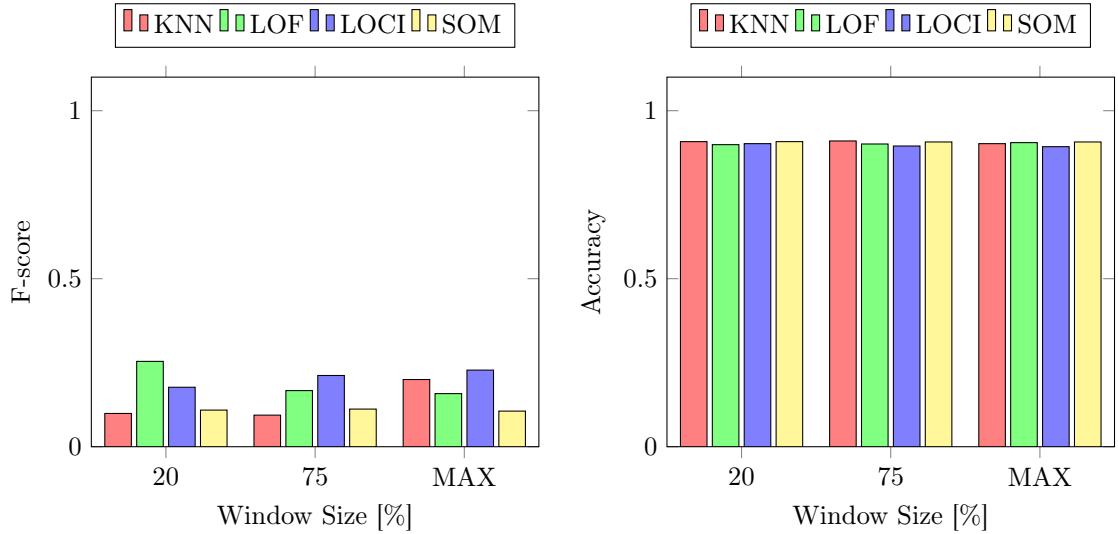 KNN LOF LOCI SOM
1
0.5
0
F-score
20 75 MAX
Window Size [%]
KNN LOF LOCI SOM
1
0.5
0
Accuracy
20 75 MAX
Window Size [%]